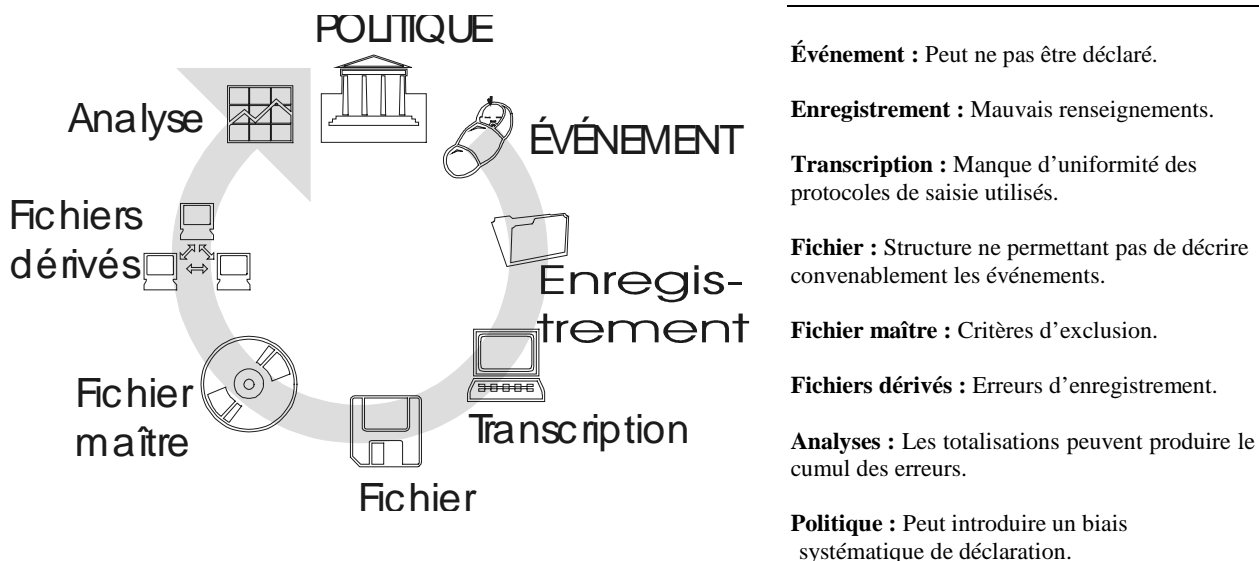 POLITIQUE
Analyse
ÉVÉNEMENT
Fichiers
dérivés
Enregis-
trement
Fichier
maître
Transcription
Fichier
Événement : Peut ne pas être déclaré.
Enregistrement : Mauvais renseignements.
Transcription : Manque d’uniformité des
protocoles de saisie utilisés.
Fichier : Structure ne permettant pas de décrire
convenablement les événements.
Fichier maître : Critères d’exclusion.
Fichiers dérivés : Erreurs d’enregistrement.
Analyses : Les totalisations peuvent produire le
cumul des erreurs.
Politique : Peut introduire un biais
systématique de déclaration.